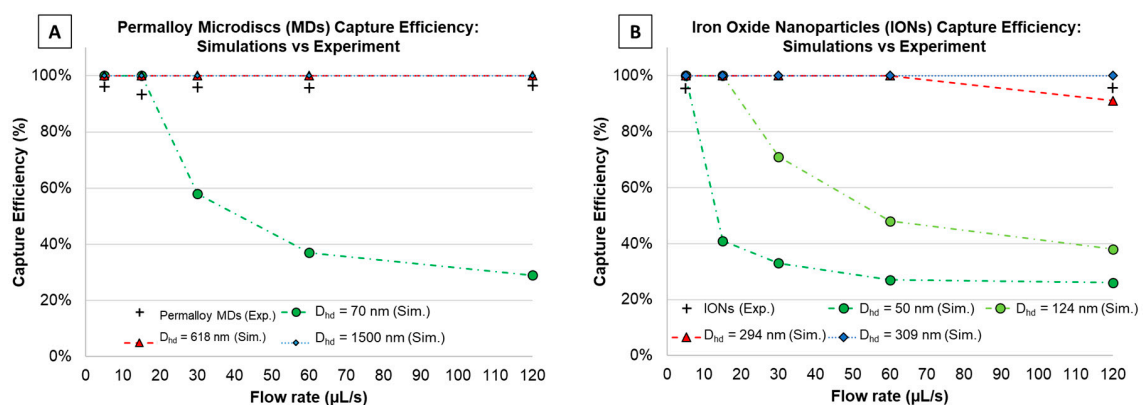 A
Permalloy Microdiscs (MDs) Capture Efficiency:
Simulations vs Experiment
Capture Efficiency (%)
100%
80%
60%
40%
20%
0%
Permalloy MDs (Exp.)
Dhd = 70 nm (Sim.)
Dhd = 618 nm (Sim.)
Dhd = 1500 nm (Sim.)
0 10 20 30 40 50 60 70 80 90 100 110 120
Flow rate (µL/s)
B
Iron Oxide Nanoparticles (IONs) Capture Efficiency:
Simulations vs Experiment
Capture Efficiency (%)
100%
80%
60%
40%
20%
0%
IONs (Exp.)
Dhd = 50 nm (Sim.)
Dhd = 124 nm (Sim.)
Dhd = 294 nm (Sim.)
Dhd = 309 nm (Sim.)
0 10 20 30 40 50 60 70 80 90 100 110 120
Flow rate (µL/s)